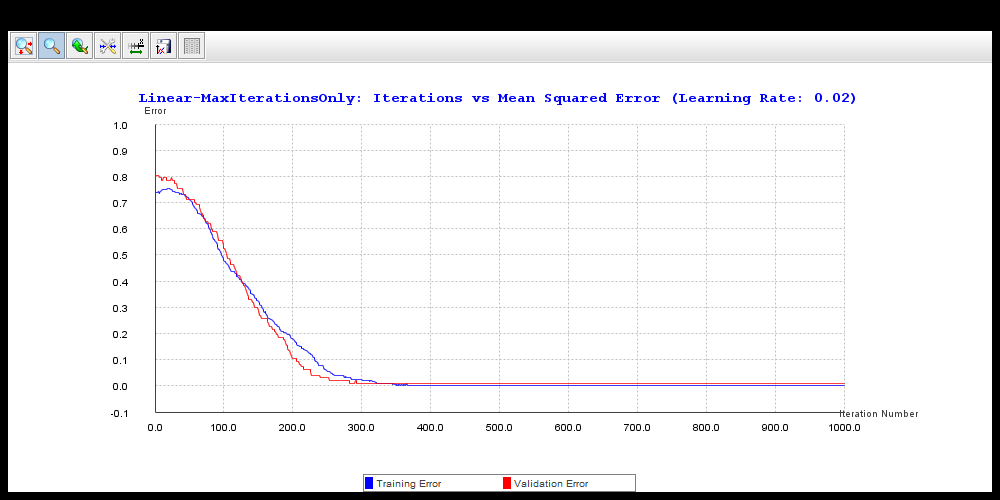 Linear-MaxIterationsOnly: Iterations vs Mean Squared Error (Learning Rate: 0.02)
Error
1.0
0.9
0.8
0.7
0.6
0.5
0.4
0.3
0.2
0.1
0.0
-0.1
Iteration Number
0.0 100.0 200.0 300.0 400.0 500.0 600.0 700.0 800.0 900.0 1000.0
Training Error Validation Error